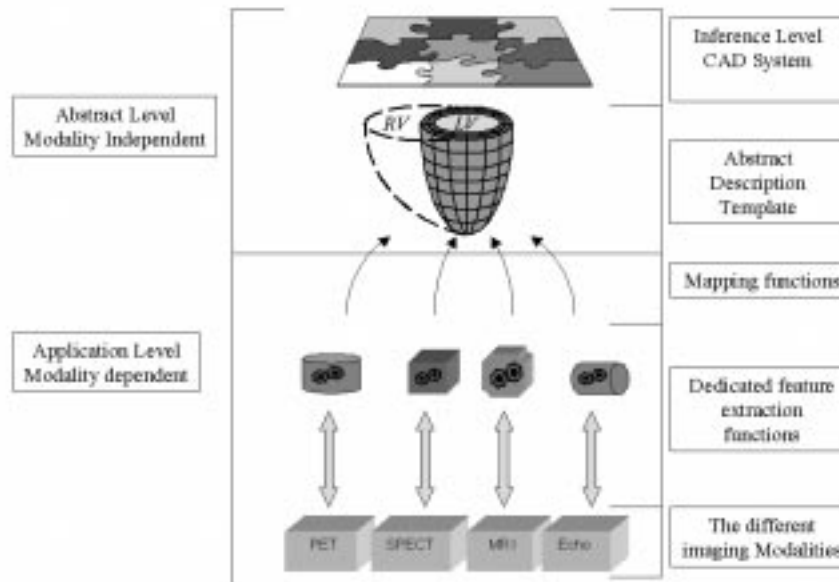 Inference Level
CAD System
Abstract Level
Modality Independent
RV
LV
Abstract
Description
Template
Mapping functions
Application Level
Modality dependent
Dedicated feature
extraction
functions
PET
SPECT
MRI
Echo
The different
imaging Modalities